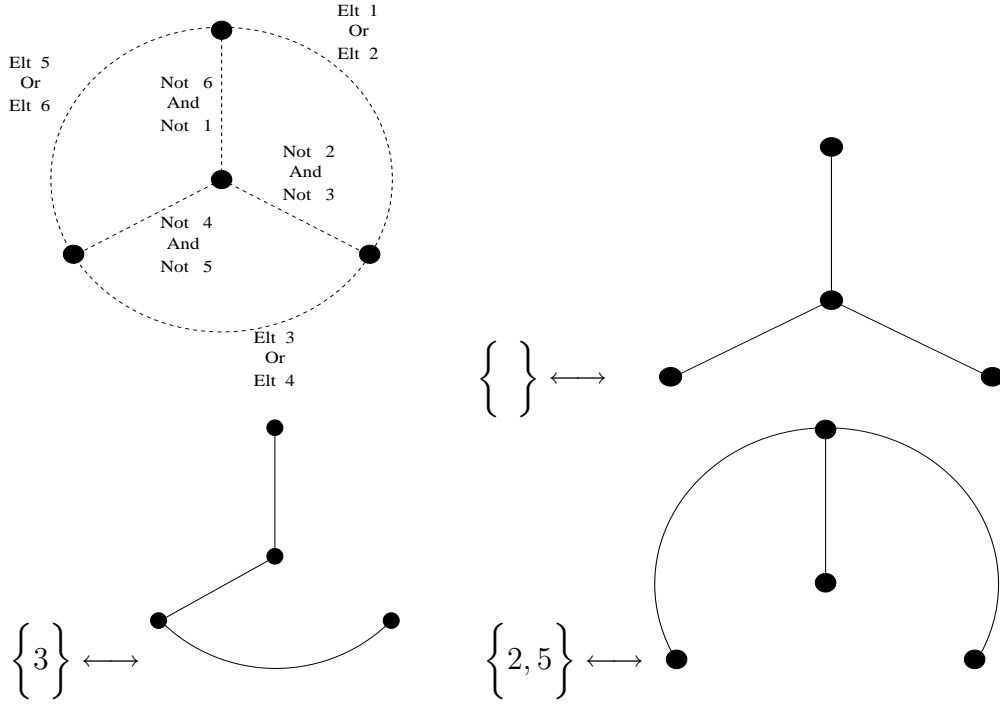 Elt 1
Or
Elt 2
Elt 5
Or
Elt 6
Not 6
And
Not 1
Not 2
And
Not 3
Not 4
And
Not 5
Elt 3
Or
Elt 4
{ } ⟷
{3} ⟷
{2, 5} ⟷